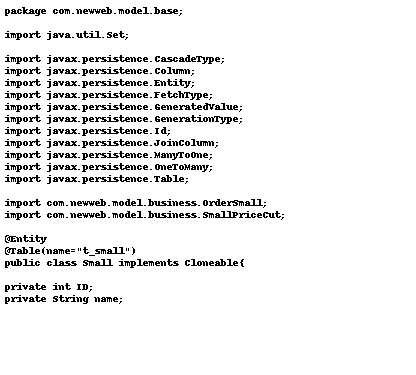 package com.newweb.model.base;
import java.util.Set;
import javax.persistence.CascadeType;
import javax.persistence.Column;
import javax.persistence.Entity;
import javax.persistence.FetchType;
import javax.persistence.GeneratedValue;
import javax.persistence.GenerationType;
import javax.persistence.Id;
import javax.persistence.JoinColumn;
import javax.persistence.ManyToOne;
import javax.persistence.OneToMany;
import javax.persistence.Table;
import com.newweb.model.business.OrderSmall;
import com.newweb.model.business.SmallPriceCut;
@Entity
@Table(name="t_small")
public class Small implements Cloneable{
private int ID;
private String name;